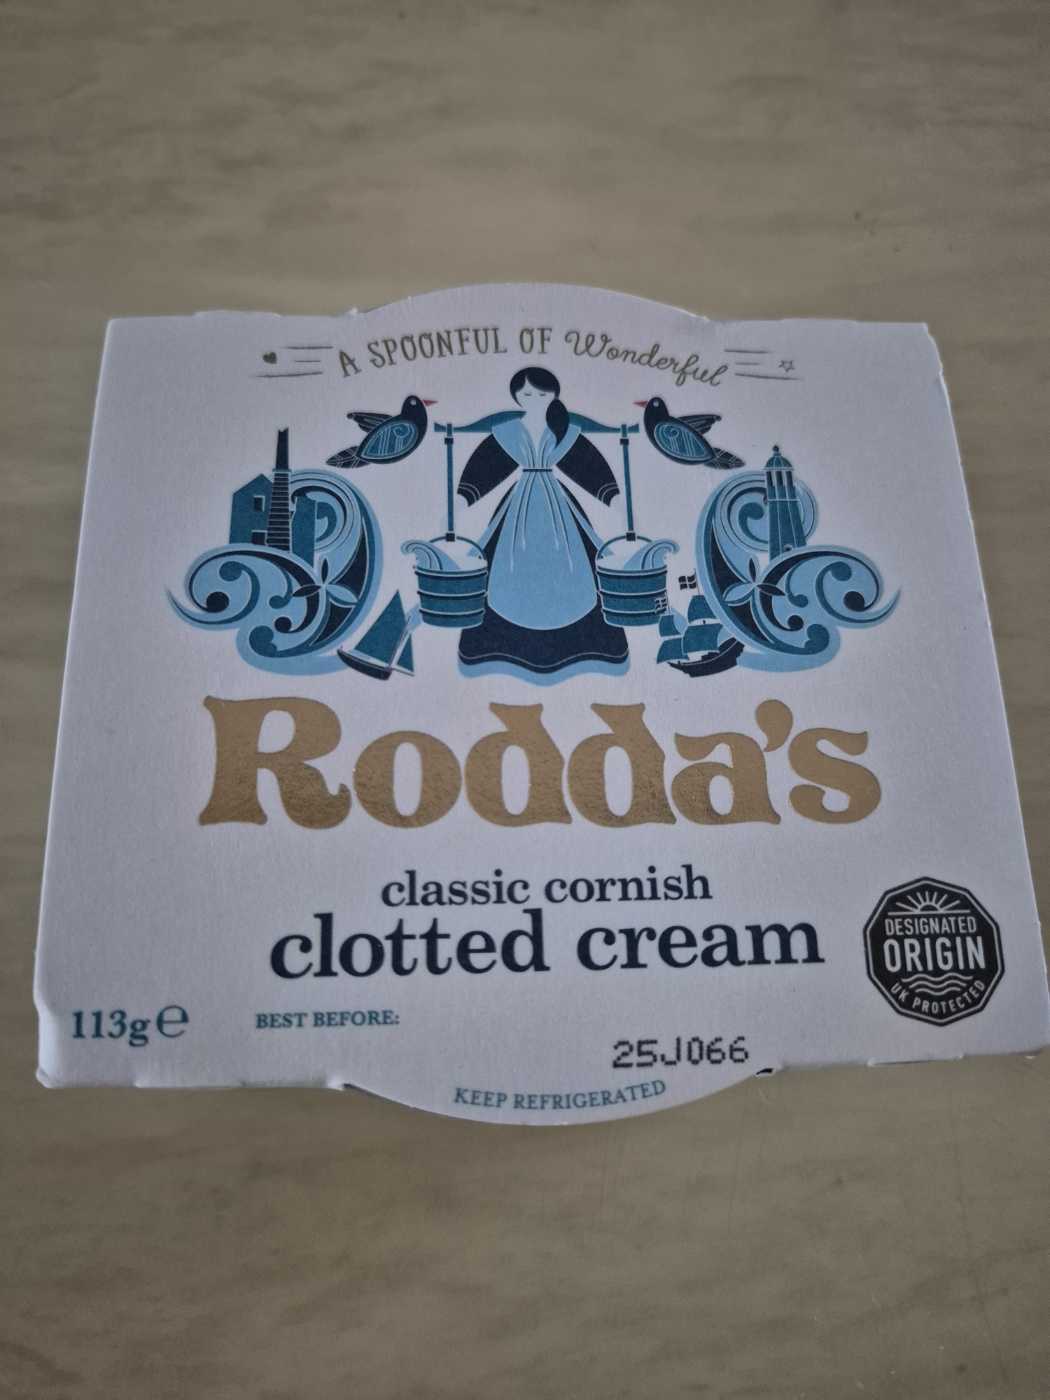 A SPOONFUL OF Wonderful
Rodda's
classic cornish
clotted cream
DESIGNATED
ORIGIN
UK PROTECTED
113g ℮
BEST BEFORE:
25J066
KEEP REFRIGERATED